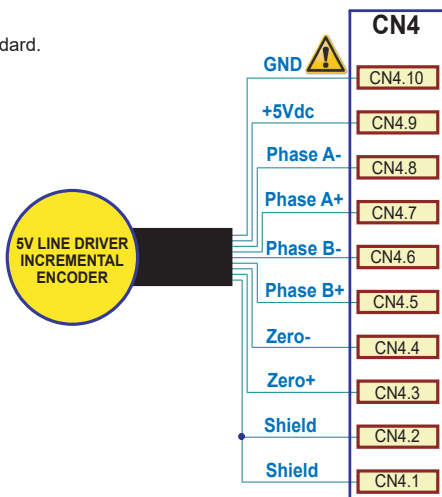 dard.
CN4
GND
CN4.10
+5Vdc
CN4.9
Phase A-
CN4.8
Phase A+
CN4.7
5V LINE DRIVER
INCREMENTAL
ENCODER
Phase B-
CN4.6
Phase B+
CN4.5
Zero-
CN4.4
Zero+
CN4.3
Shield
CN4.2
Shield
CN4.1